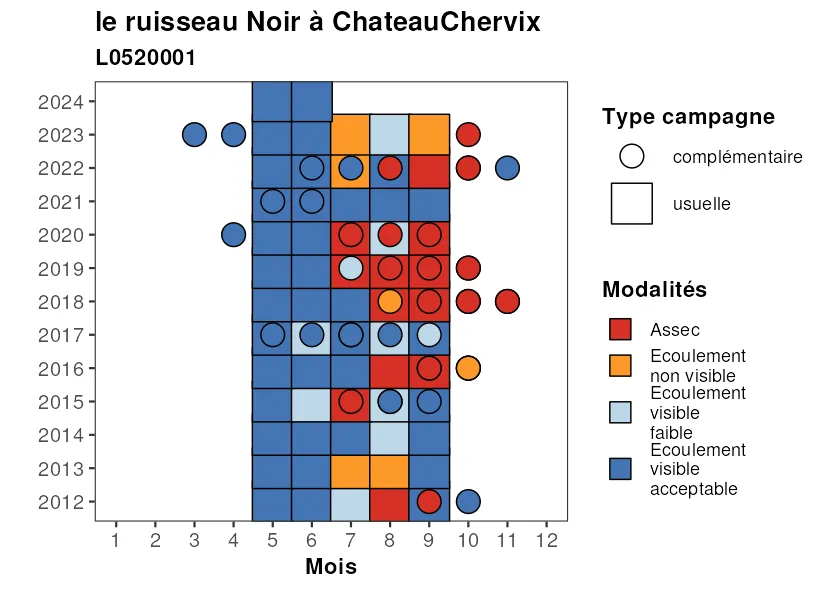 le ruisseau Noir à ChateauChervix
L0520001
2024
2023
2022
2021
2020
2019
2018
2017
2016
2015
2014
2013
2012
1 2 3 4 5 6 7 8 9 10 11 12
Mois
Type campagne
complémentaire
usuelle
Modalités
Assec
Ecoulement
non visible
Ecoulement
visible
faible
Ecoulement
visible
acceptable